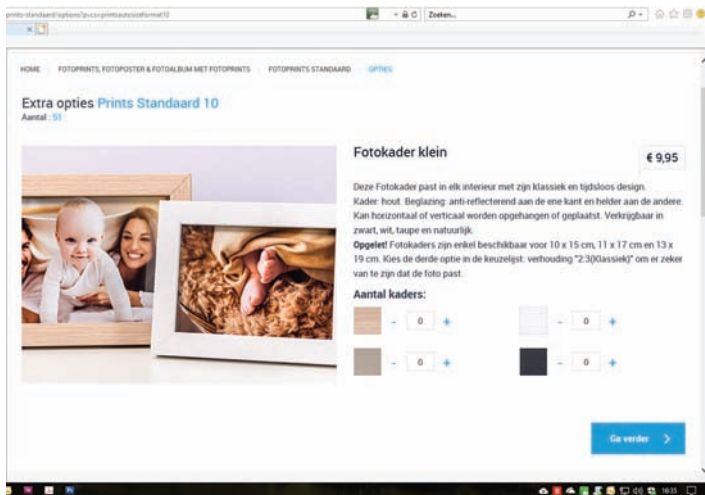 prints-standaard/options?pvcs=printsautosizeformat10
Zoeken...
HOME FOTOPRINTS, FOTOPOSTER & FOTOALBUM MET FOTOPRINTS FOTOPRINTS STANDAARD OPTIES
Extra opties Prints Standaard 10
Aantal : 51
Fotokader klein
€ 9,95
Deze Fotokader past in elk interieur met zijn klassiek en tijdsloos design.
Kader: hout. Beglazing: anti-reflecterend aan de ene kant en helder aan de andere.
Kan horizontaal of verticaal worden opgehangen of geplaatst. Verkrijgbaar in
zwart, wit, taupe en natuurlijk.
Opgelet! Fotokaders zijn enkel beschikbaar voor 10 x 15 cm, 11 x 17 cm en 13 x
19 cm. Kies de derde optie in de keuzelijst: verhouding "2:3(Klassiek)" om er zeker
van te zijn dat de foto past.
Aantal kaders:
- 0 + - 0 +
- 0 + - 0 +
Ga verder